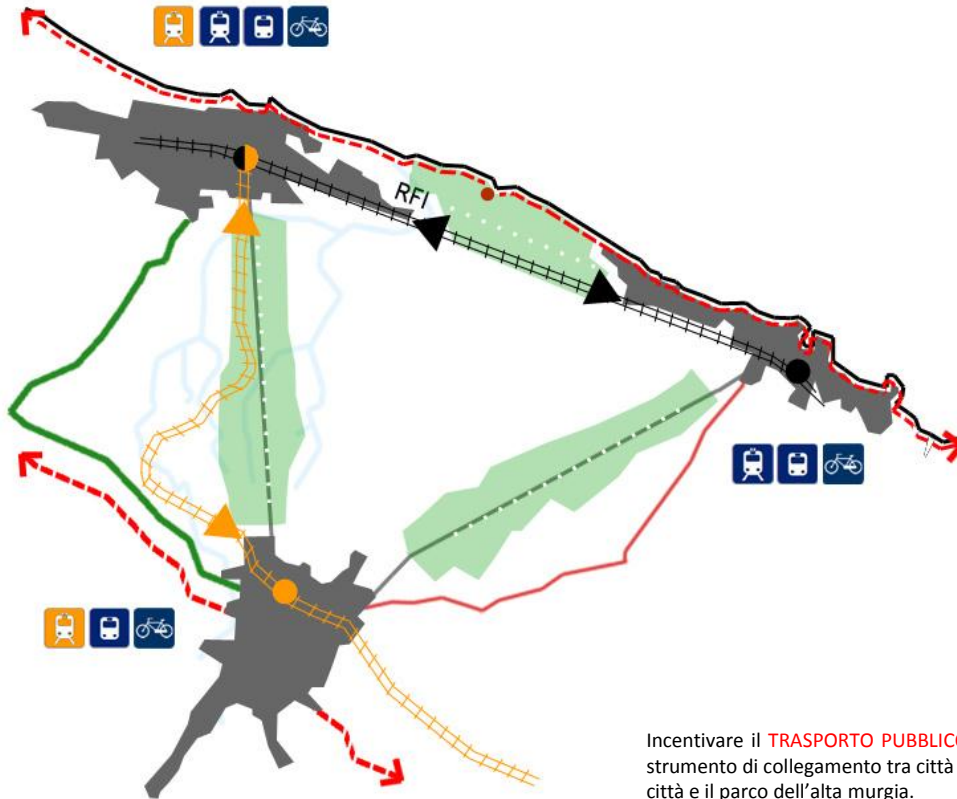 RFI
Incentivare il TRASPORTO PUBBLICO
strumento di collegamento tra città
città e il parco dell'alta murgia.